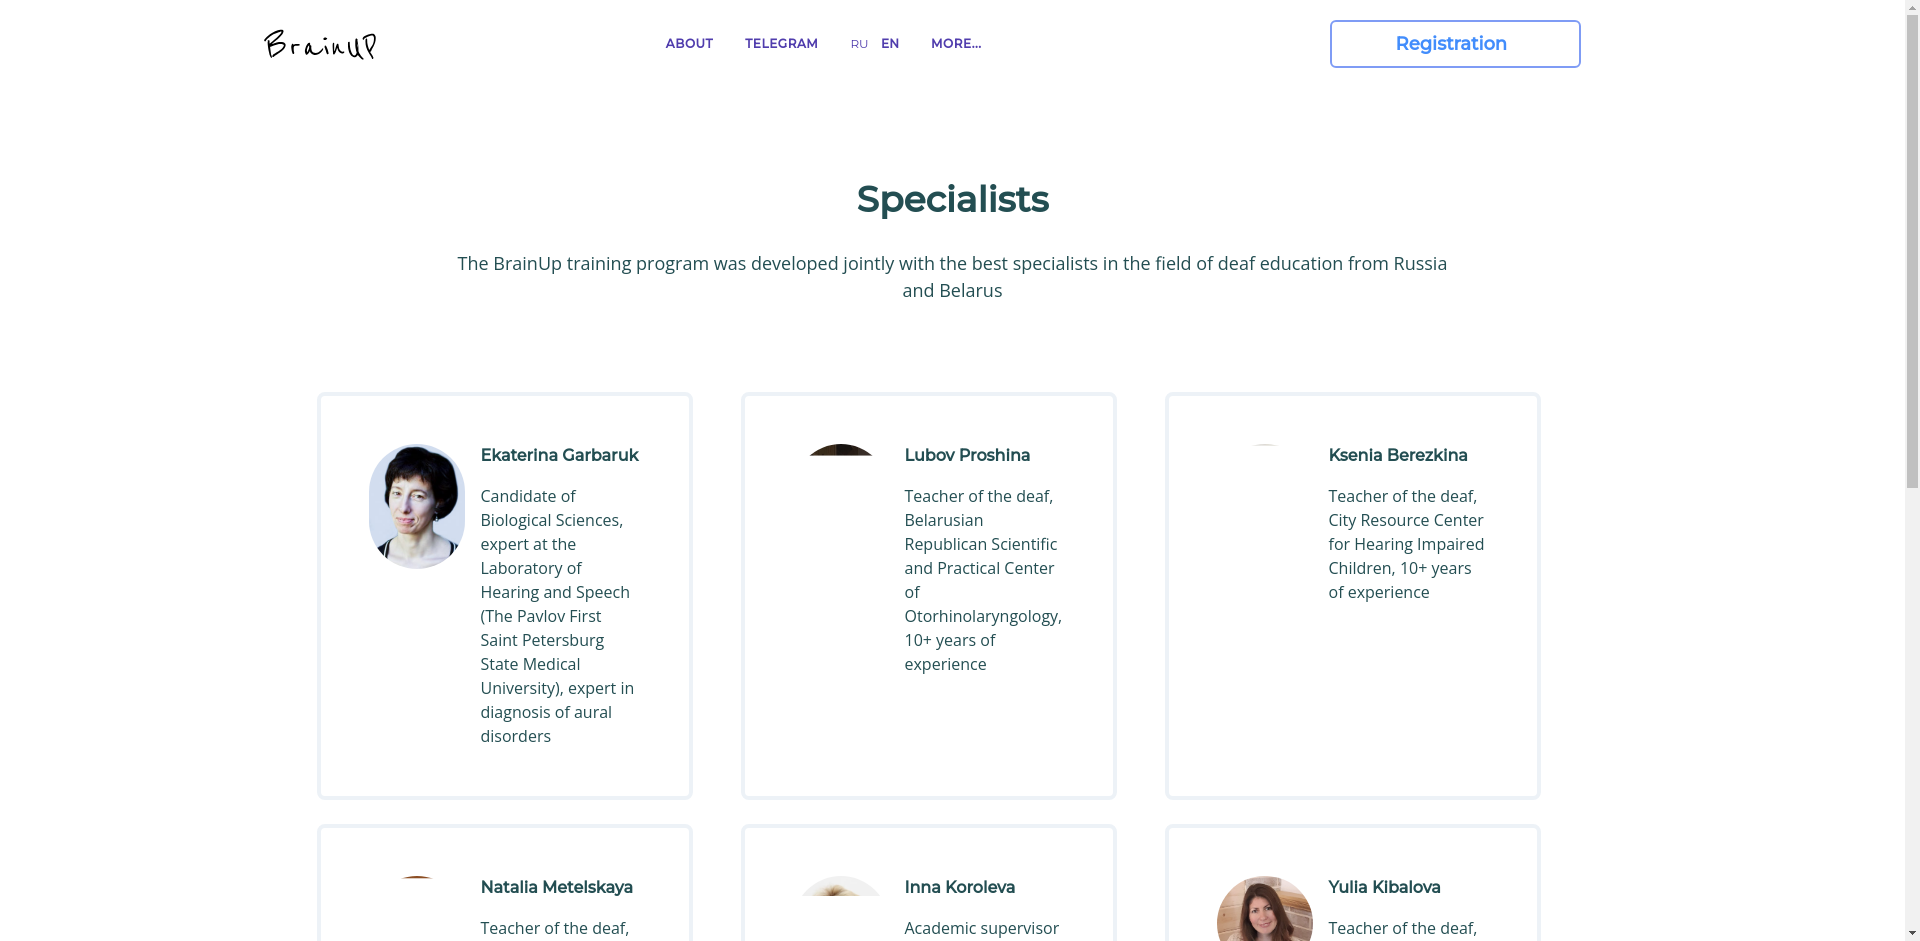 BrainUP
ABOUT
TELEGRAM
RU
EN
MORE...
Registration
Specialists
The BrainUp training program was developed jointly with the best specialists in the field of deaf education from Russia
and Belarus
Ekaterina Garbaruk
Candidate of
Biological Sciences,
expert at the
Laboratory of
Hearing and Speech
(The Pavlov First
Saint Petersburg
State Medical
University), expert in
diagnosis of aural
disorders
Lubov Proshina
Teacher of the deaf,
Belarusian
Republican Scientific
and Practical Center
of
Otorhinolaryngology,
10+ years of
experience
Ksenia Berezkina
Teacher of the deaf,
City Resource Center
for Hearing Impaired
Children, 10+ years
of experience
Natalia Metelskaya
Teacher of the deaf,
Inna Koroleva
Academic supervisor
Yulia Kibalova
Teacher of the deaf,